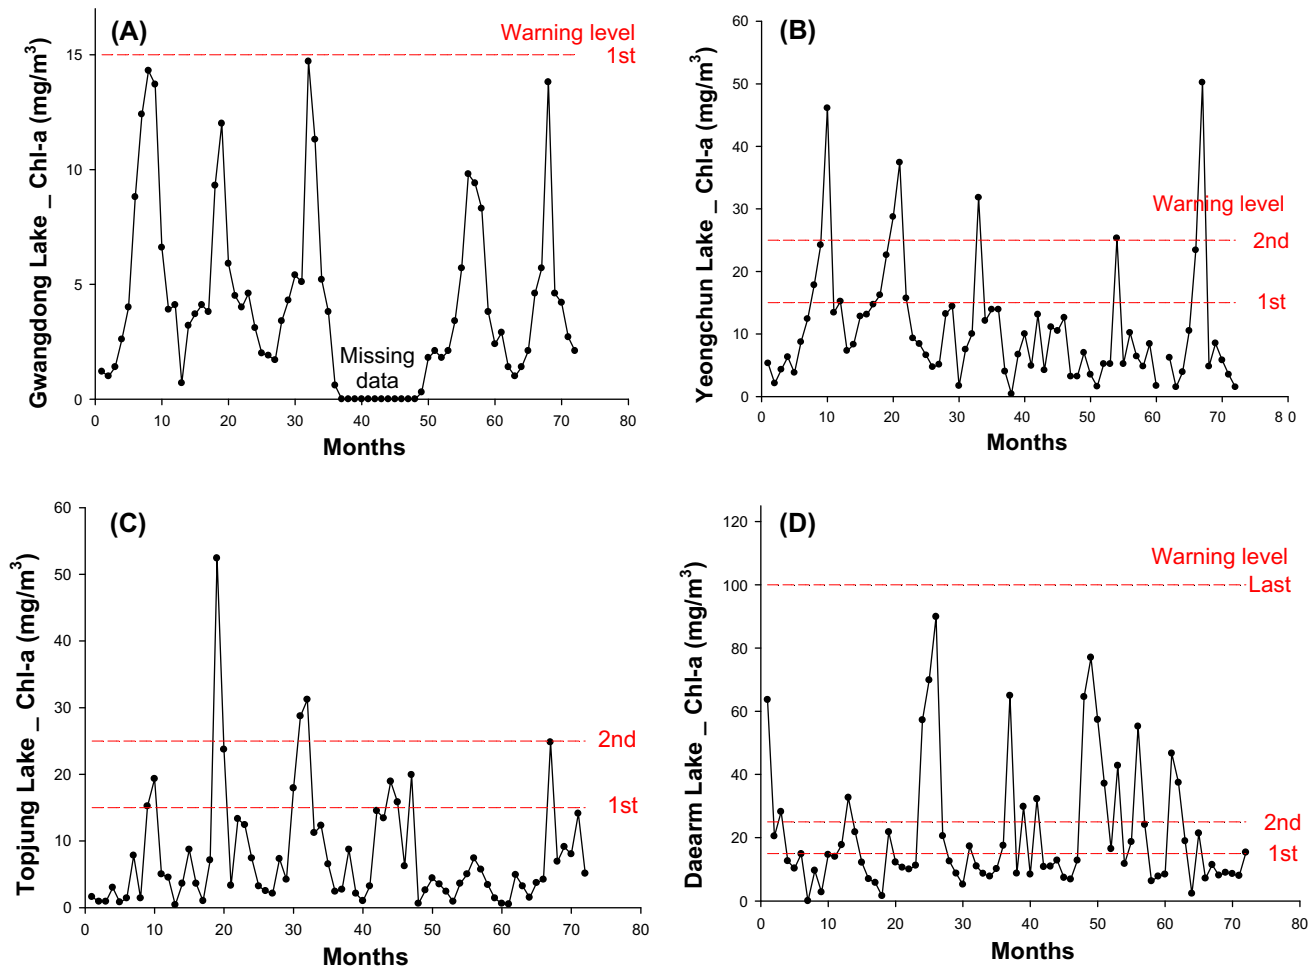 (A)
Warning level
1st
Gwangdong Lake _ Chl-a (mg/m³)
15
10
5
0
Missing
data
0 10 20 30 40 50 60 70 80
Months
(B)
Warning level
2nd
1st
Yeongchun Lake _ Chl-a (mg/m³)
60
50
40
30
20
10
0
0 10 20 30 40 50 60 70 8 0
Months
(C)
2nd
1st
Topjung Lake _ Chl-a (mg/m³)
60
50
40
30
20
10
0
0 10 20 30 40 50 60 70 80
Months
(D)
Warning level
Last
2nd
1st
Daearm Lake _ Chl-a (mg/m³)
120
100
80
60
40
20
0
0 10 20 30 40 50 60 70 80
Months